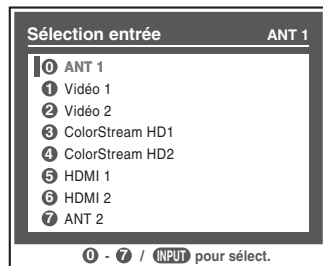 Sélection entrée ANT 1
0 ANT 1
1 Vidéo 1
2 Vidéo 2
3 ColorStream HD1
4 ColorStream HD2
5 HDMI 1
6 HDMI 2
7 ANT 2
0 - 7 / INPUT pour sélect.